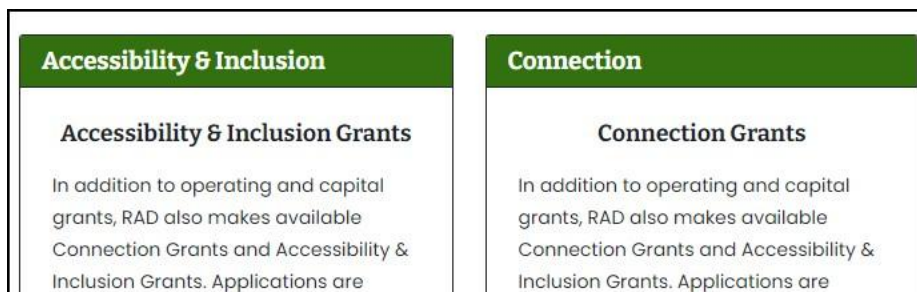 Accessibility & Inclusion
Accessibility & Inclusion Grants
In addition to operating and capital
grants, RAD also makes available
Connection Grants and Accessibility &
Inclusion Grants. Applications are
Connection
Connection Grants
In addition to operating and capital
grants, RAD also makes available
Connection Grants and Accessibility &
Inclusion Grants. Applications are